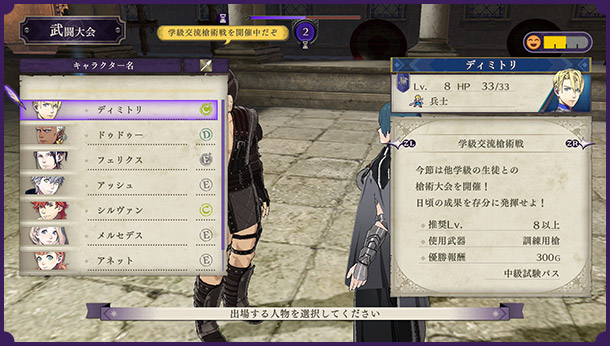 武闘大会
学級交流槍術戦を開催中だぞ
2
キャラクター名
ディミトリ C
ドゥドゥー D
フェリクス E
アッシュ E
シルヴァン C
メルセデス E
アネット E
ディミトリ
Lv. 8 HP 33/33
兵士
ZL 学級交流槍術戦 ZR
今節は他学級の生徒との
槍術大会を開催！
日頃の成果を存分に発揮せよ！
・推奨Lv. 8以上
・使用武器 訓練用槍
・優勝報酬 300G
中級試験パス
出場する人物を選択してください